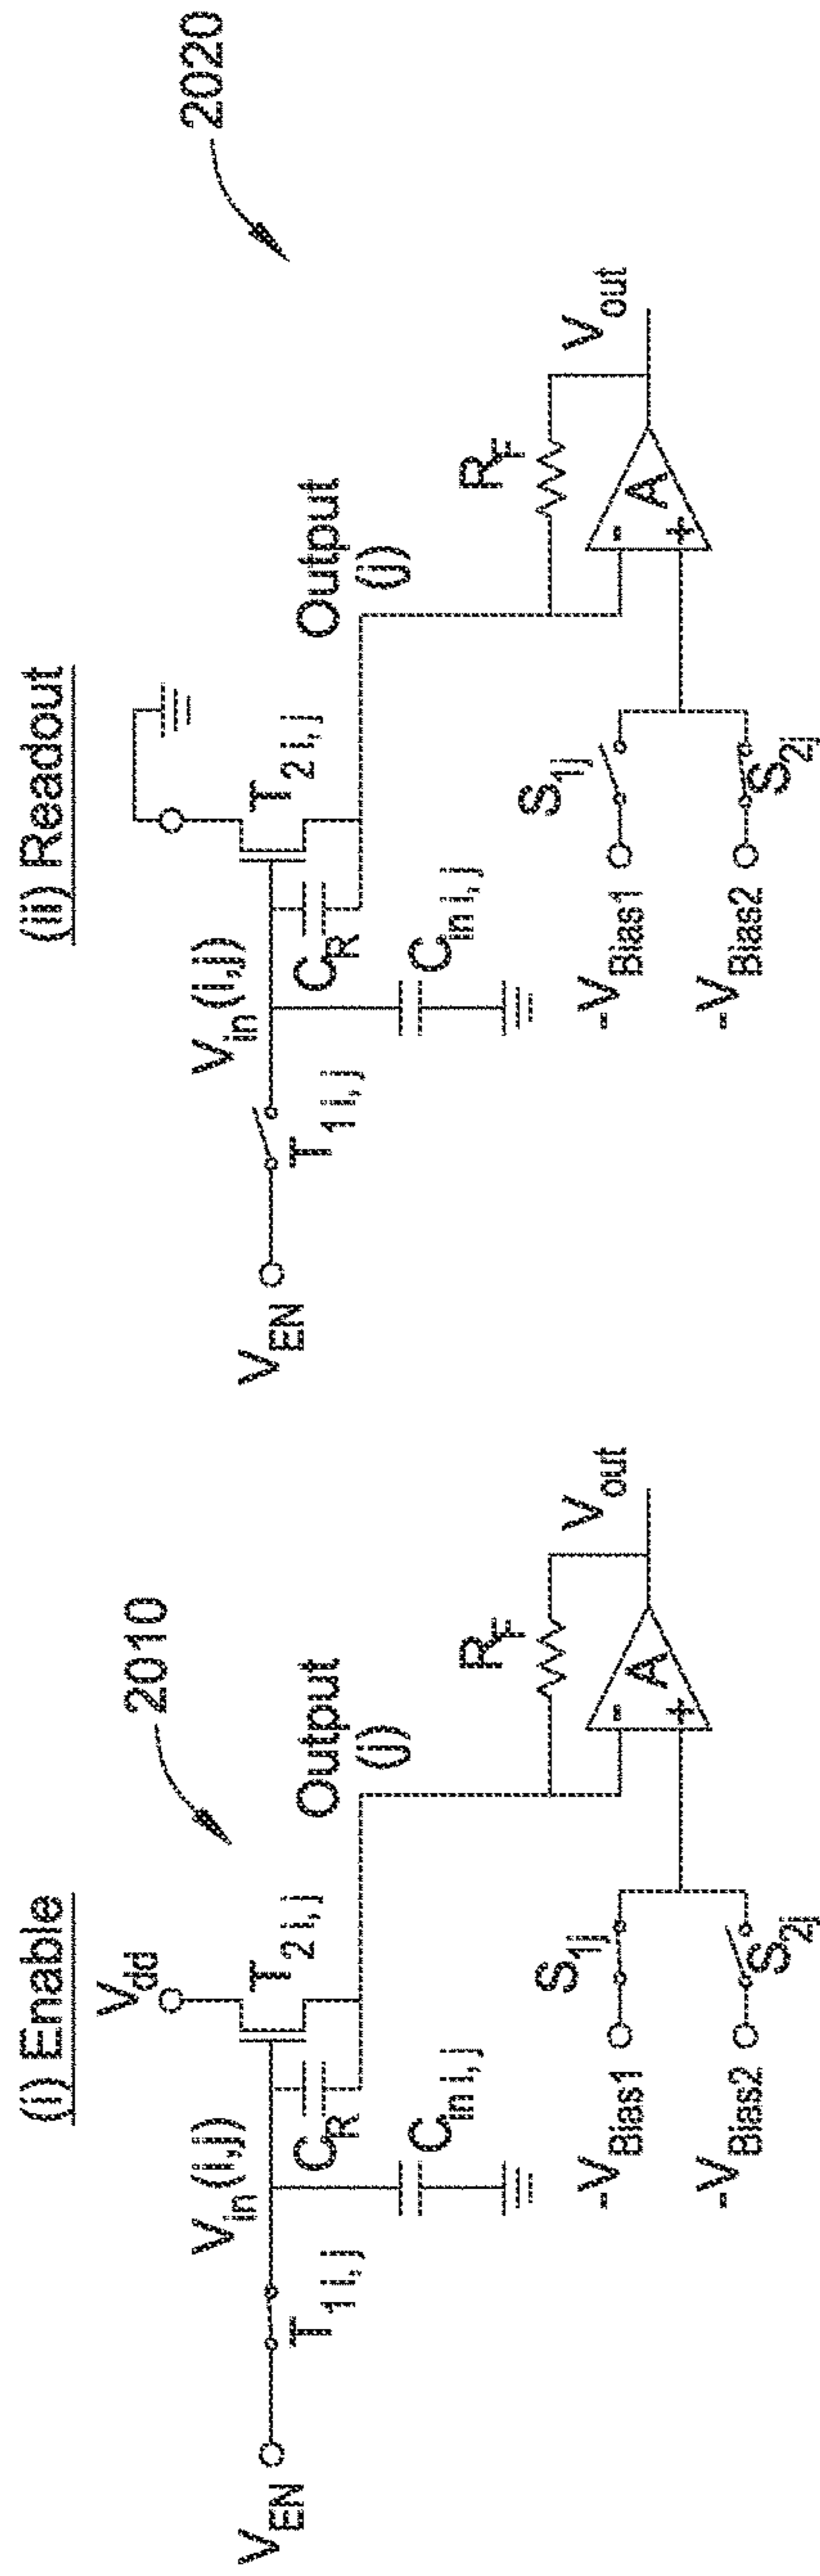 (i) Enable
2010
V_dd
V_in (i,j)
T_2 i, j
Output
(j)
V_EN
T_1 i, j
C_R
C_in i, j
R_F
V_out
S_1j
-V_Bias1
-
A
+
-V_Bias2
S_2j
(ii) Readout
2020
V_in (i,j)
T_2 i, j
Output
(j)
V_EN
T_1 i, j
C_R
C_in i, j
R_F
V_out
S_1j
-V_Bias1
-
A
+
-V_Bias2
S_2j